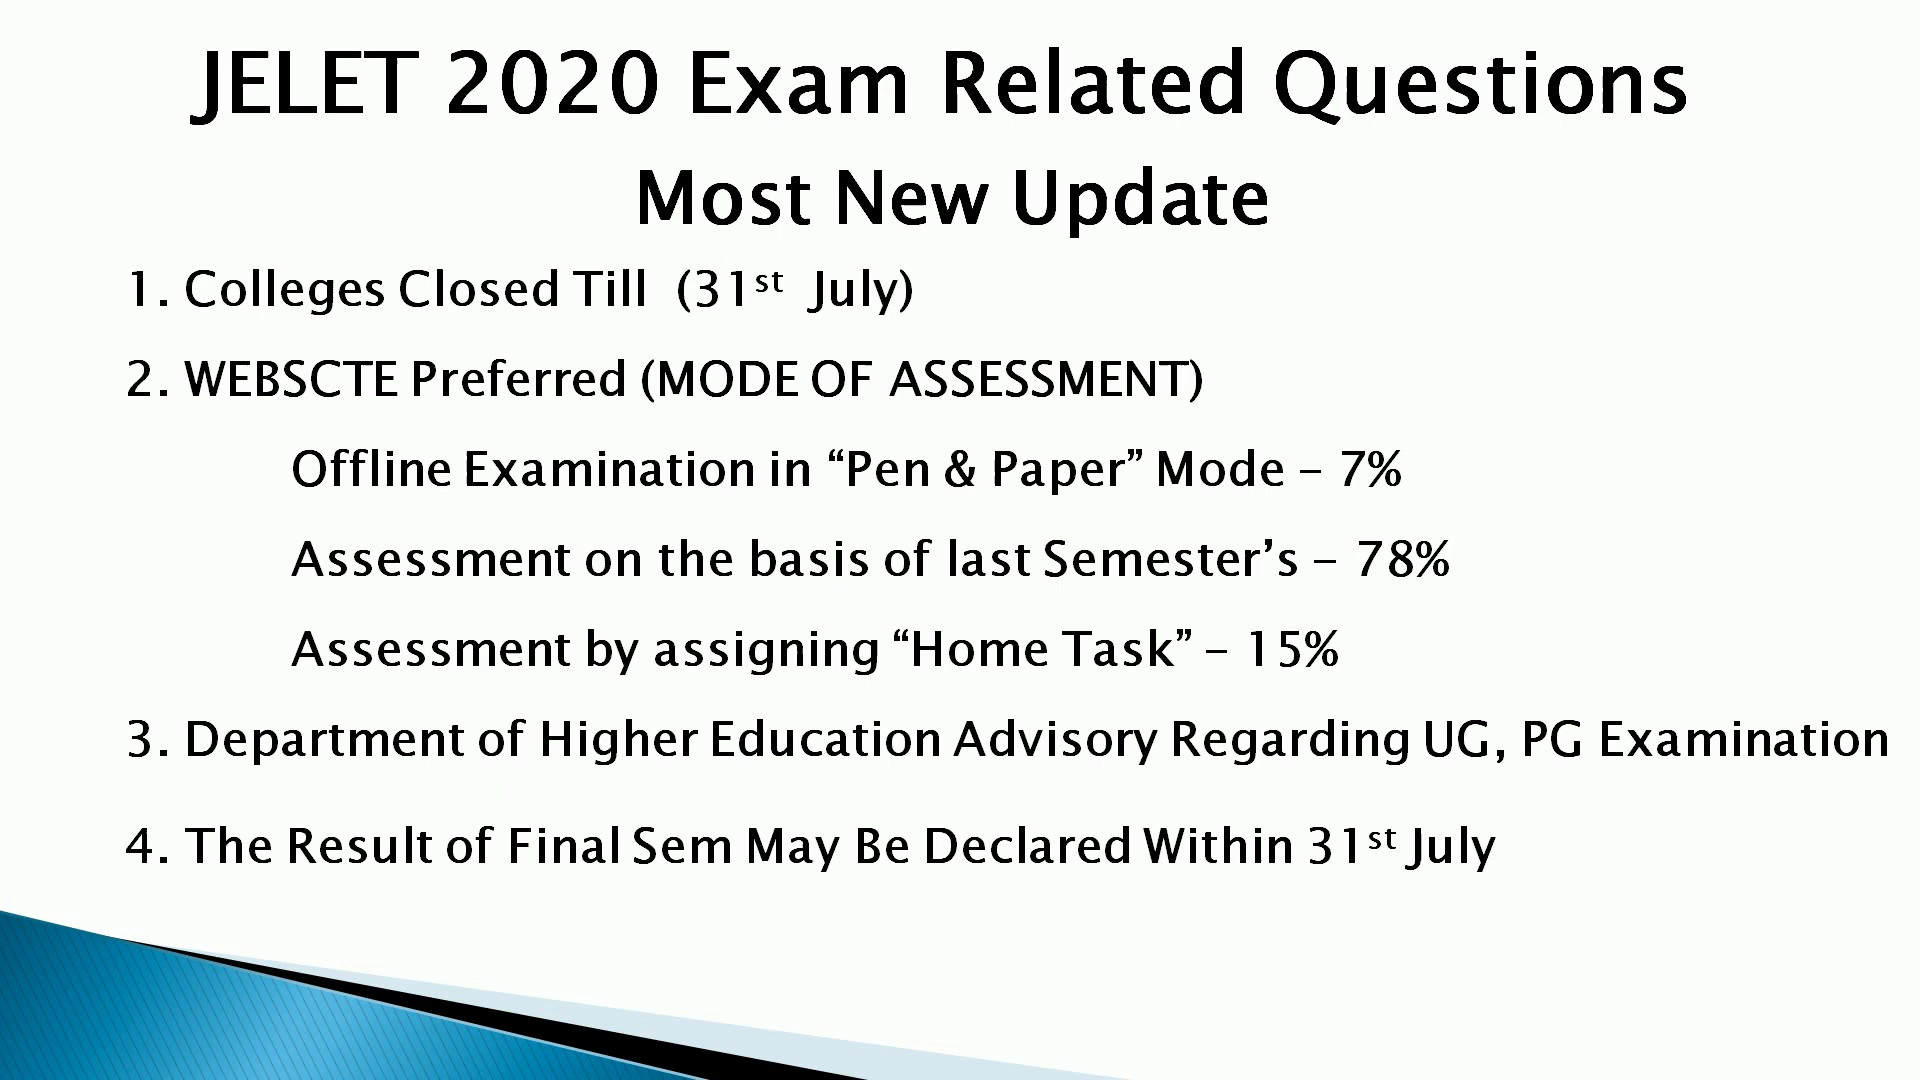 JELET 2020 Exam Related Questions
Most New Update
1. Colleges Closed Till (31st July)
2. WEBSCTE Preferred (MODE OF ASSESSMENT)
Offline Examination in “Pen & Paper” Mode – 7%
Assessment on the basis of last Semester’s – 78%
Assessment by assigning “Home Task” – 15%
3. Department of Higher Education Advisory Regarding UG, PG Examination
4. The Result of Final Sem May Be Declared Within 31st July